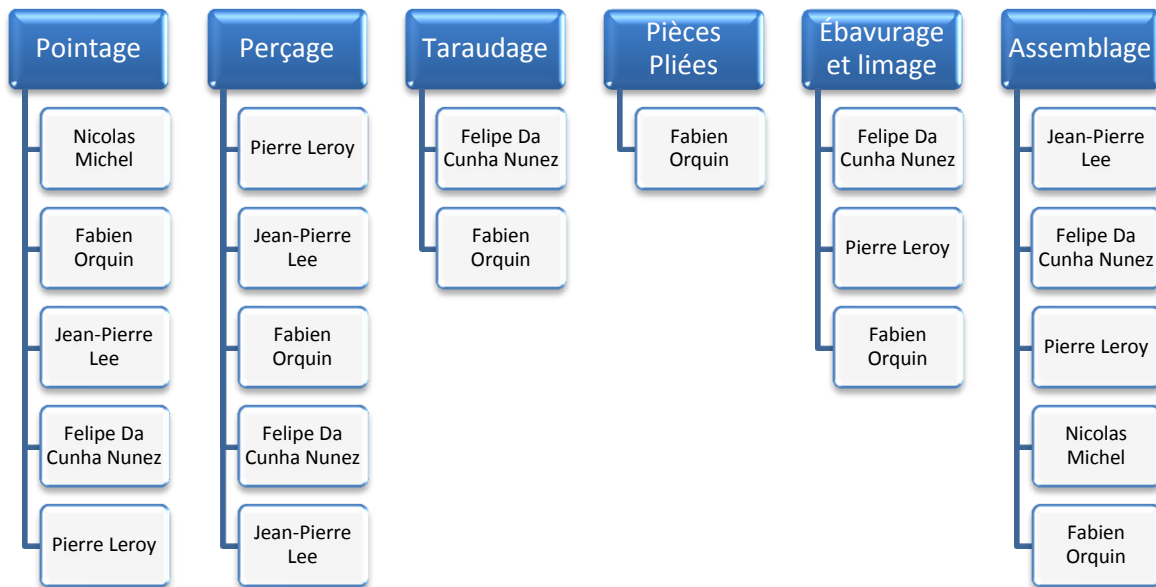 Pointage
Nicolas
Michel
Fabien
Orquin
Jean-Pierre
Lee
Felipe Da
Cunha Nunez
Pierre Leroy
Perçage
Pierre Leroy
Jean-Pierre
Lee
Fabien
Orquin
Felipe Da
Cunha Nunez
Jean-Pierre
Lee
Taraudage
Felipe Da
Cunha Nunez
Fabien
Orquin
Pièces
Pliées
Fabien
Orquin
Ébavurage
et limage
Felipe Da
Cunha Nunez
Pierre Leroy
Fabien
Orquin
Assemblage
Jean-Pierre
Lee
Felipe Da
Cunha Nunez
Pierre Leroy
Nicolas
Michel
Fabien
Orquin